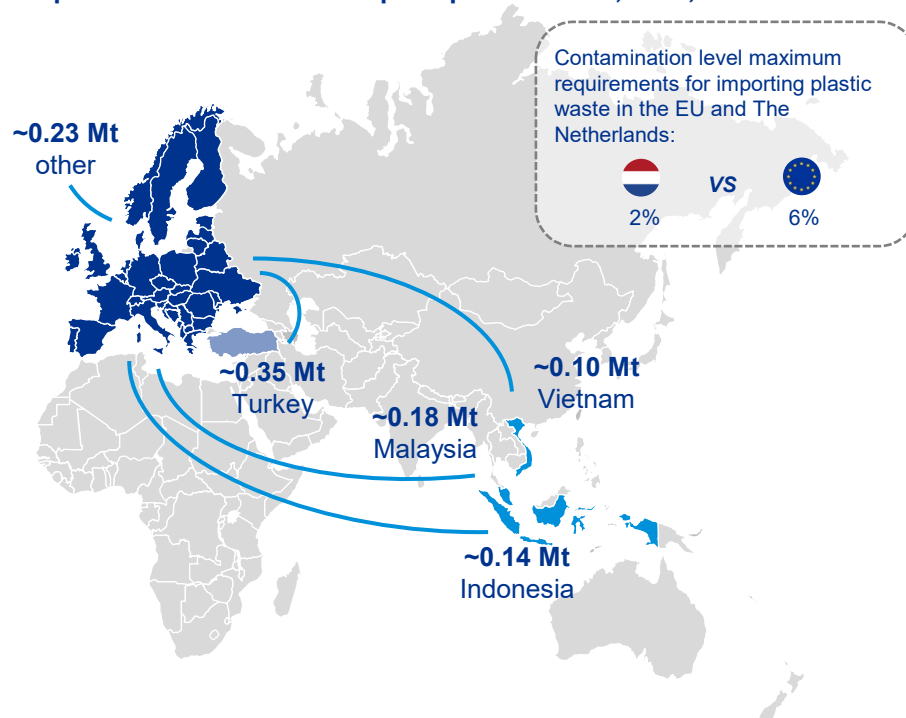 Contamination level maximum
requirements for importing plastic
waste in the EU and The
Netherlands:
VS
2%
6%
~0.23 Mt
other
~0.35 Mt
Turkey
~0.10 Mt
Vietnam
~0.18 Mt
Malaysia
~0.14 Mt
Indonesia